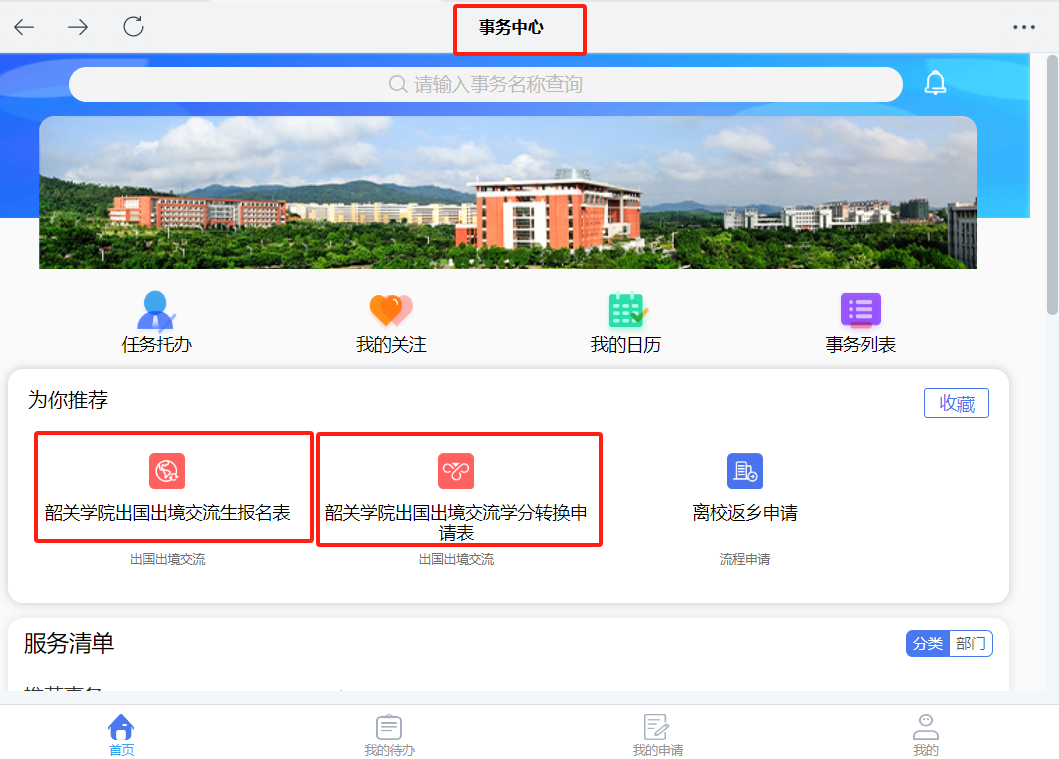 事务中心
请输入事务名称查询
任务托办
我的关注
我的日历
事务列表
为你推荐
收藏
韶关学院出国出境交流生报名表
出国出境交流
韶关学院出国出境交流学分转换申
请表
出国出境交流
离校返乡申请
流程申请
服务清单
分类
部门
推荐事务
首页
我的待办
我的申请
我的